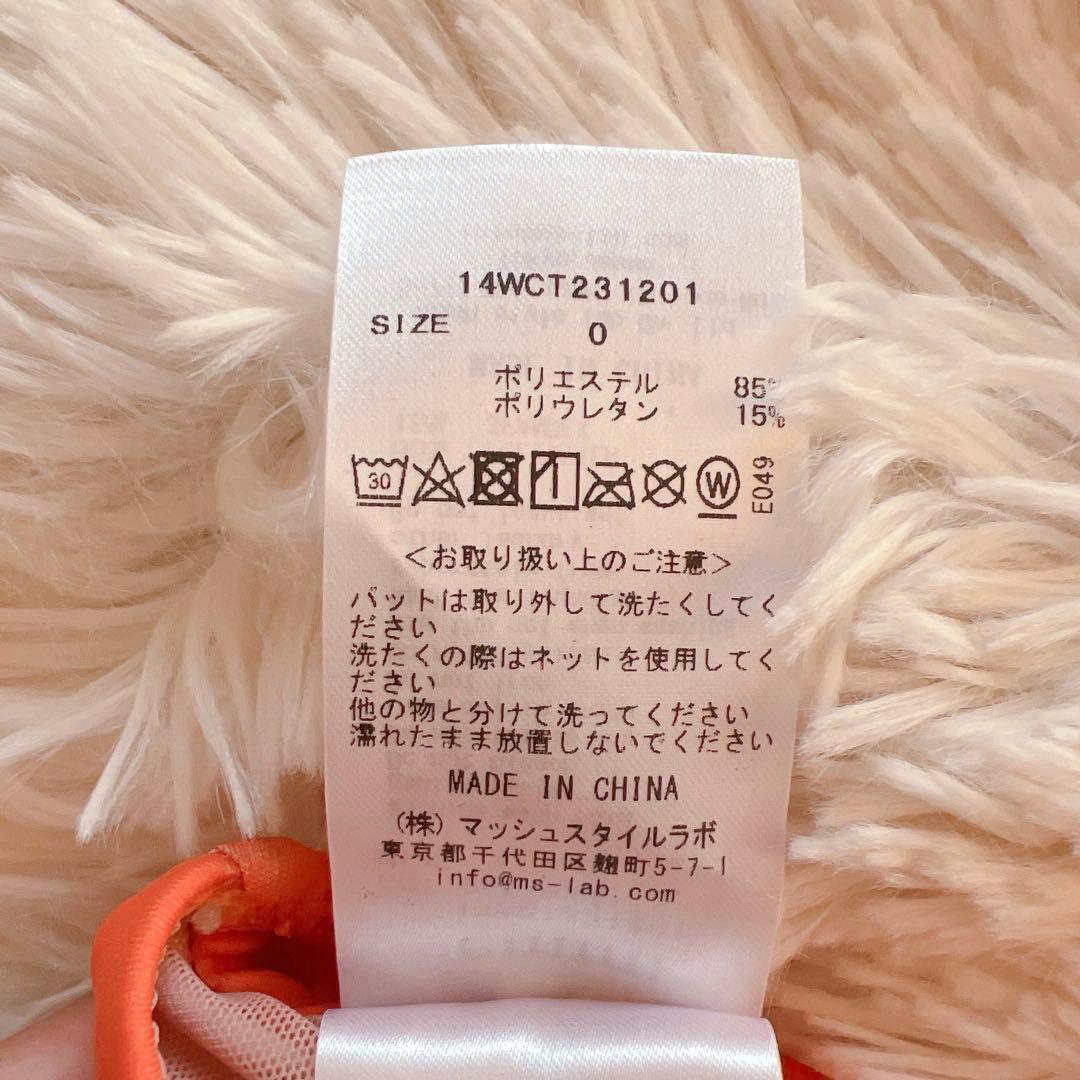 14WCT231201
SIZE 0
ポリエステル 85%
ポリウレタン 15%
30 W E049
<お取り扱い上のご注意>
パットは取り外して洗たくしてく
ださい
洗たくの際はネットを使用してく
ださい
他の物と分けて洗ってください
濡れたまま放置しないでください
MADE IN CHINA
(株)マッシュスタイルラボ
東京都千代田区麹町5-7-1
info@ms-lab.com